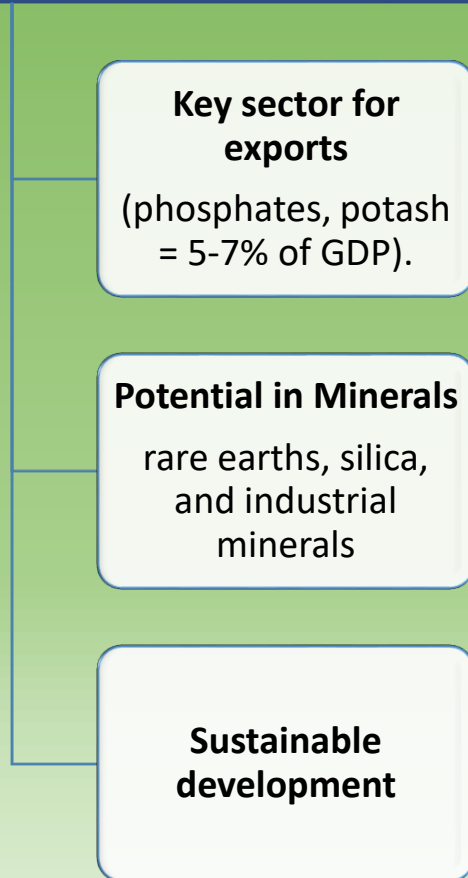 Key sector for
exports
(phosphates, potash
= 5-7% of GDP).
Potential in Minerals
rare earths, silica,
and industrial
minerals
Sustainable
development